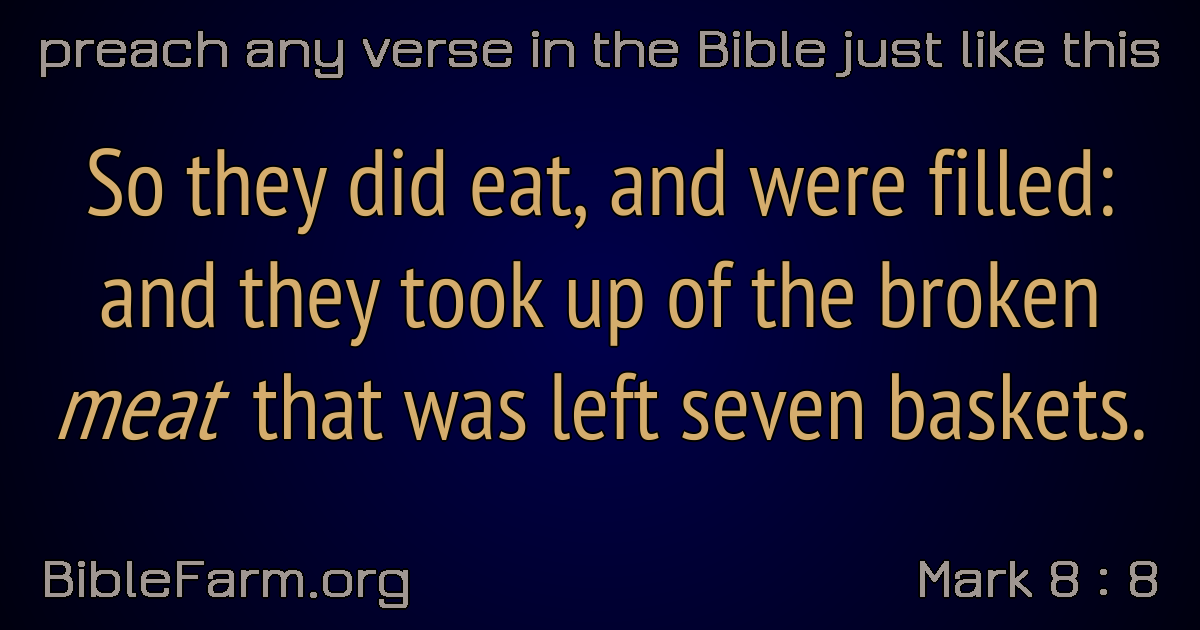 preach any verse in the Bible just like this
So they did eat, and were filled:
and they took up of the broken
meat that was left seven baskets.
BibleFarm.org
Mark 8 : 8